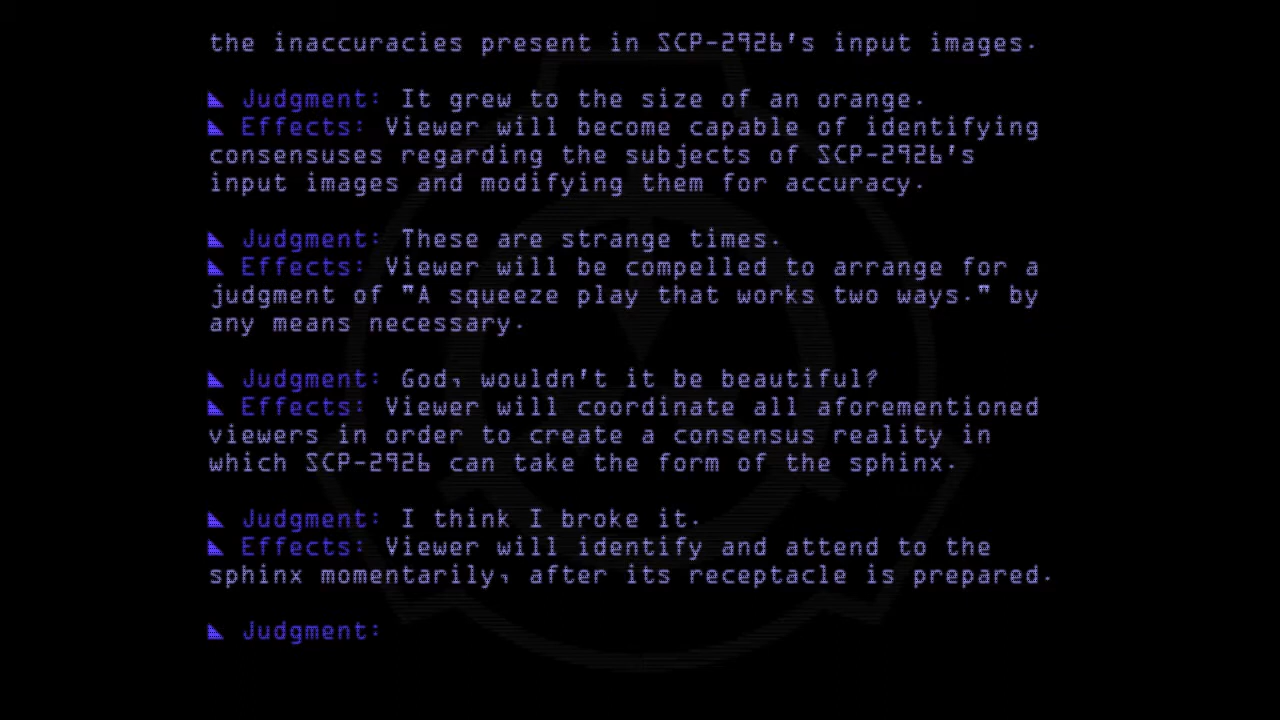 the inaccuracies present in SCP-2926's input images.
Judgment: It grew to the size of an orange.
Effects: Viewer will become capable of identifying
consensuses regarding the subjects of SCP-2926's
input images and modifying them for accuracy.
Judgment: These are strange times.
Effects: Viewer will be compelled to arrange for a
judgment of "A squeeze play that works two ways." by
any means necessary.
Judgment: God, wouldn't it be beautiful?
Effects: Viewer will coordinate all aforementioned
viewers in order to create a consensus reality in
which SCP-2926 can take the form of the sphinx.
Judgment: I think I broke it.
Effects: Viewer will identify and attend to the
sphinx momentarily, after its receptacle is prepared.
Judgment: